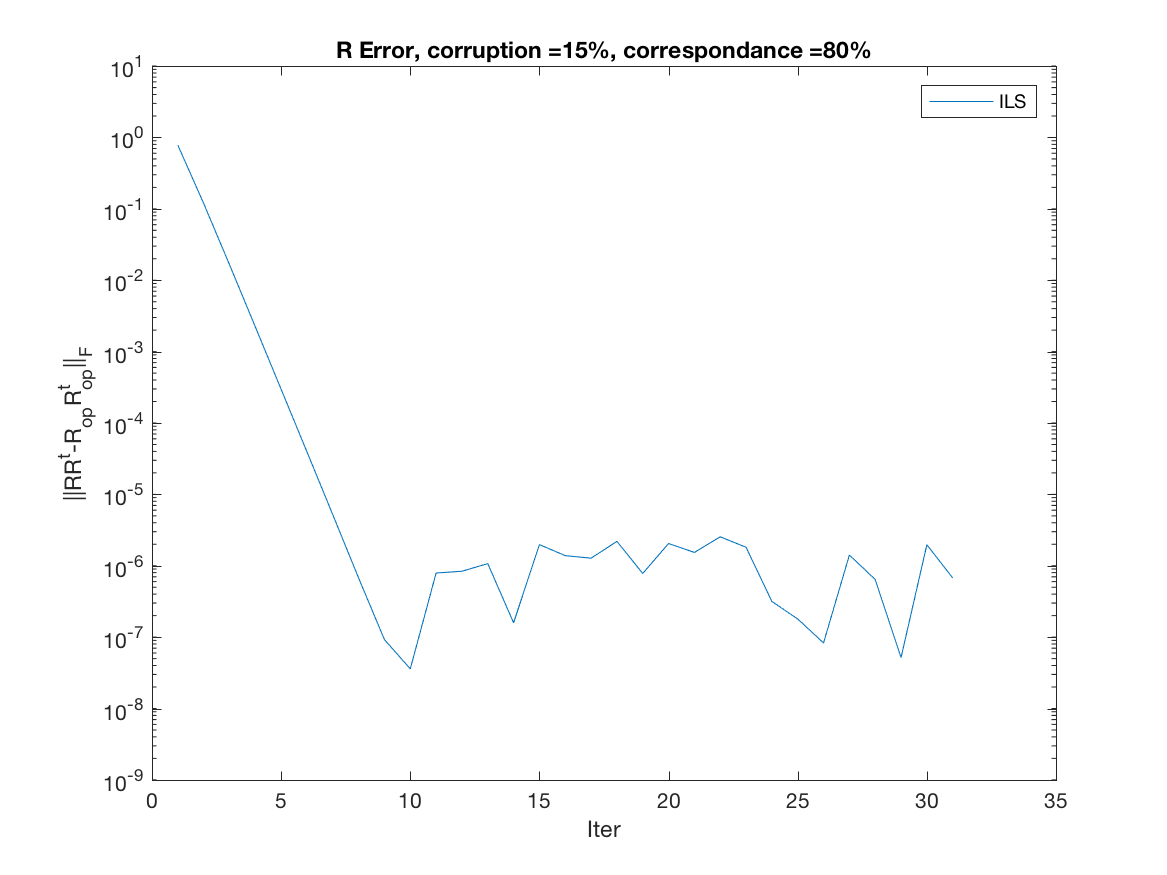 R Error, corruption =15%, correspondance =80%
ILS
10^1
10^0
10^-1
10^-2
10^-3
10^-4
10^-5
10^-6
10^-7
10^-8
10^-9
||RR^t-R_op R_op^t||_F
0 5 10 15 20 25 30 35
Iter